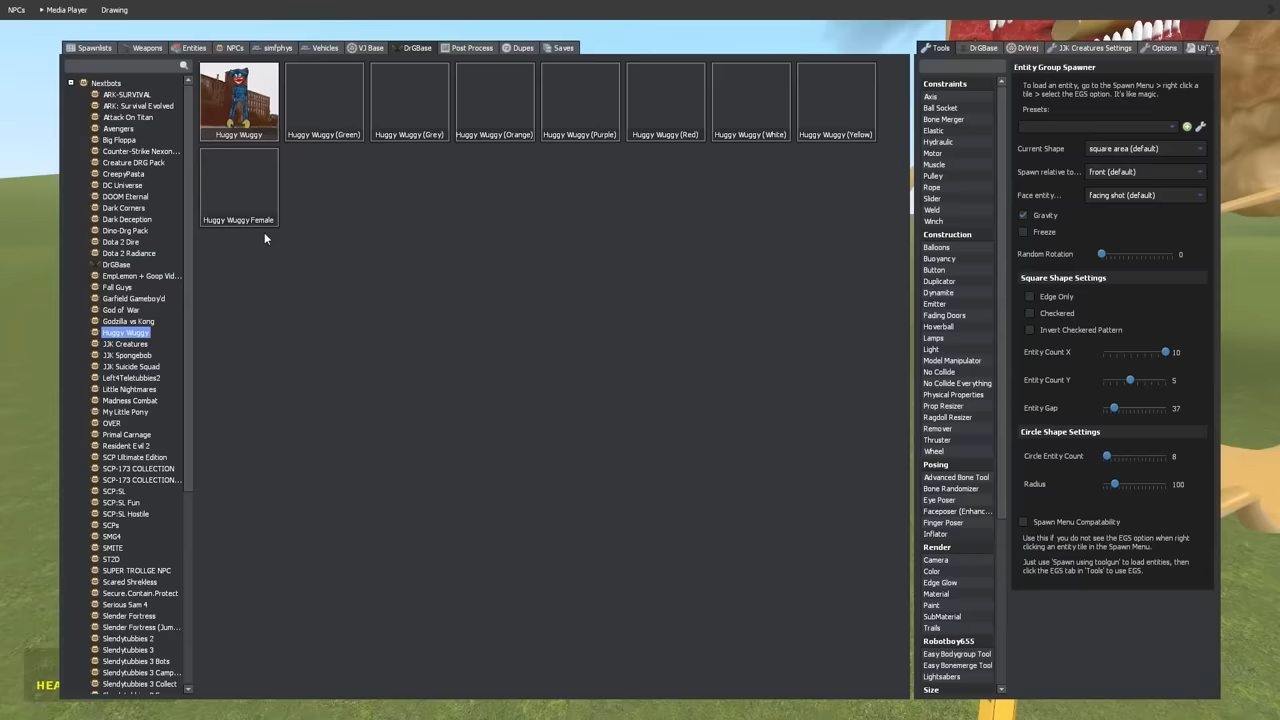 NPCs
Media Player
Drawing
Spawnlists
Weapons
Entities
NPCs
simfphys
Vehicles
VJ Base
DrGBase
Post Process
Dupes
Saves
Nextbots
ARK-SURVIVAL
ARK: Survival Evolved
Attack On Titan
Avengers
Big Floppa
Counter-Strike Nexon...
Creature DRG Pack
CreepyPasta
DC Universe
DOOM Eternal
Dark Corners
Dark Deception
Dino-Drg Pack
Dota 2 Dire
Dota 2 Radiance
DrGBase
EmpLemon + Goop Vid...
Fall Guys
Garfield Gameboy'd
God of War
Godzilla vs Kong
Huggy Wuggy
JJK Creatures
JJK Spongebob
JJK Suicide Squad
Left4Teletubbies2
Little Nightmares
Madness Combat
My Little Pony
OVER
Primal Carnage
Resident Evil 2
SCP Ultimate Edition
SCP-173 COLLECTION
SCP-173 COLLECTION...
SCP:SL
SCP:SL Fun
SCP:SL Hostile
SCPs
SMG4
SMITE
ST2D
SUPER TROLLGE NPC
Scared Shrekless
Secure.Contain.Protect
Serious Sam 4
Slender Fortress
Slender Fortress (Jum...
Slendytubbies 2
Slendytubbies 3
Slendytubbies 3 Bots
Slendytubbies 3 Camp...
Slendytubbies 3 Collect
Huggy Wuggy
Huggy Wuggy (Green)
Huggy Wuggy (Grey)
Huggy Wuggy (Orange)
Huggy Wuggy (Purple)
Huggy Wuggy (Red)
Huggy Wuggy (White)
Huggy Wuggy (Yellow)
Huggy Wuggy Female
HEA
Tools
DrGBase
DrVrej
JJK Creatures Settings
Options
Constraints
Axis
Ball Socket
Bone Merger
Elastic
Hydraulic
Motor
Muscle
Pulley
Rope
Slider
Weld
Winch
Construction
Balloons
Buoyancy
Button
Duplicator
Dynamite
Emitter
Fading Doors
Hoverball
Lamps
Light
Model Manipulator
No Collide
No Collide Everything
Physical Properties
Prop Resizer
Ragdoll Resizer
Remover
Thruster
Wheel
Posing
Advanced Bone Tool
Bone Randomizer
Eye Poser
Faceposer (Enhanc...
Finger Poser
Inflator
Render
Camera
Color
Edge Glow
Material
Paint
SubMaterial
Trails
Robotboy655
Easy Bodygroup Tool
Easy Bonemerge Tool
Lightsabers
Size
Entity Group Spawner
To load an entity, go to the Spawn Menu > right click a
tile > select the EGS option. It's like magic.
Presets:
Current Shape square area (default)
Spawn relative to... front (default)
Face entity... facing shot (default)
Gravity
Freeze
Random Rotation 0
Square Shape Settings
Edge Only
Checkered
Invert Checkered Pattern
Entity Count X 10
Entity Count Y 5
Entity Gap 37
Circle Shape Settings
Circle Entity Count 8
Radius 100
Spawn Menu Compatability
Use this if you do not see the EGS option when right
clicking an entity tile in the Spawn Menu.
Just use 'Spawn using toolgun' to load entities, then
click the EGS tab in 'Tools' to use EGS.